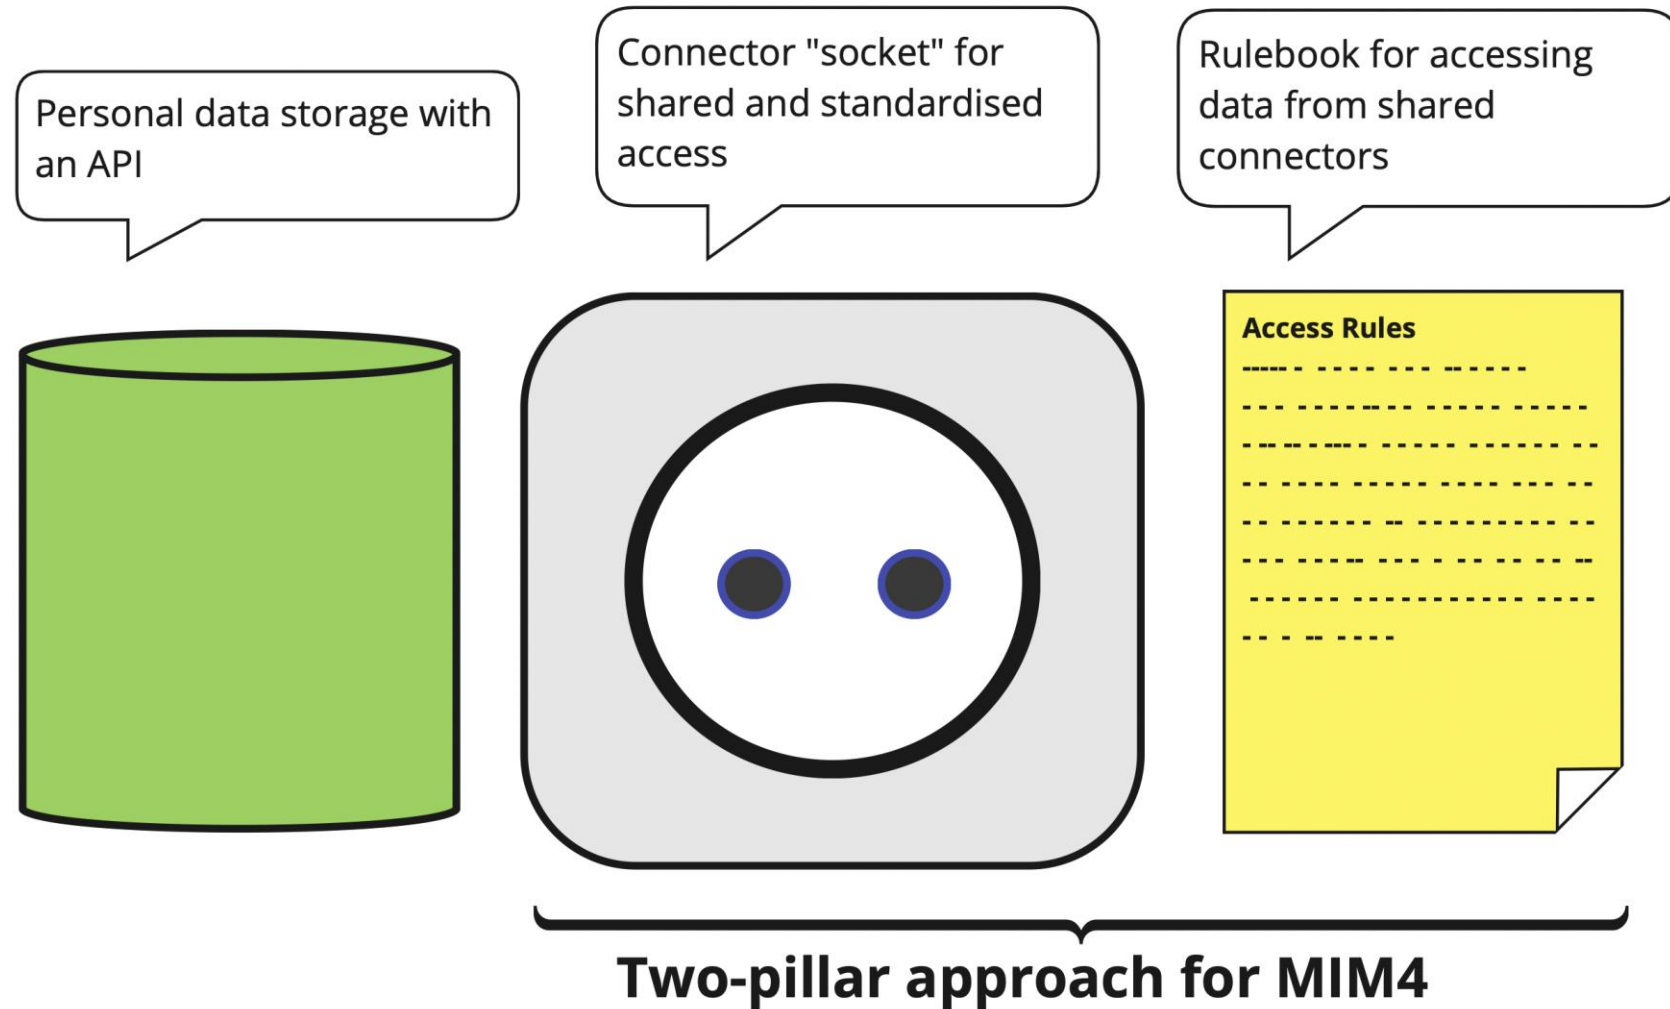 Personal data storage with
an API
Connector "socket" for
shared and standardised
access
Rulebook for accessing
data from shared
connectors
Access Rules
Two-pillar approach for MIM4